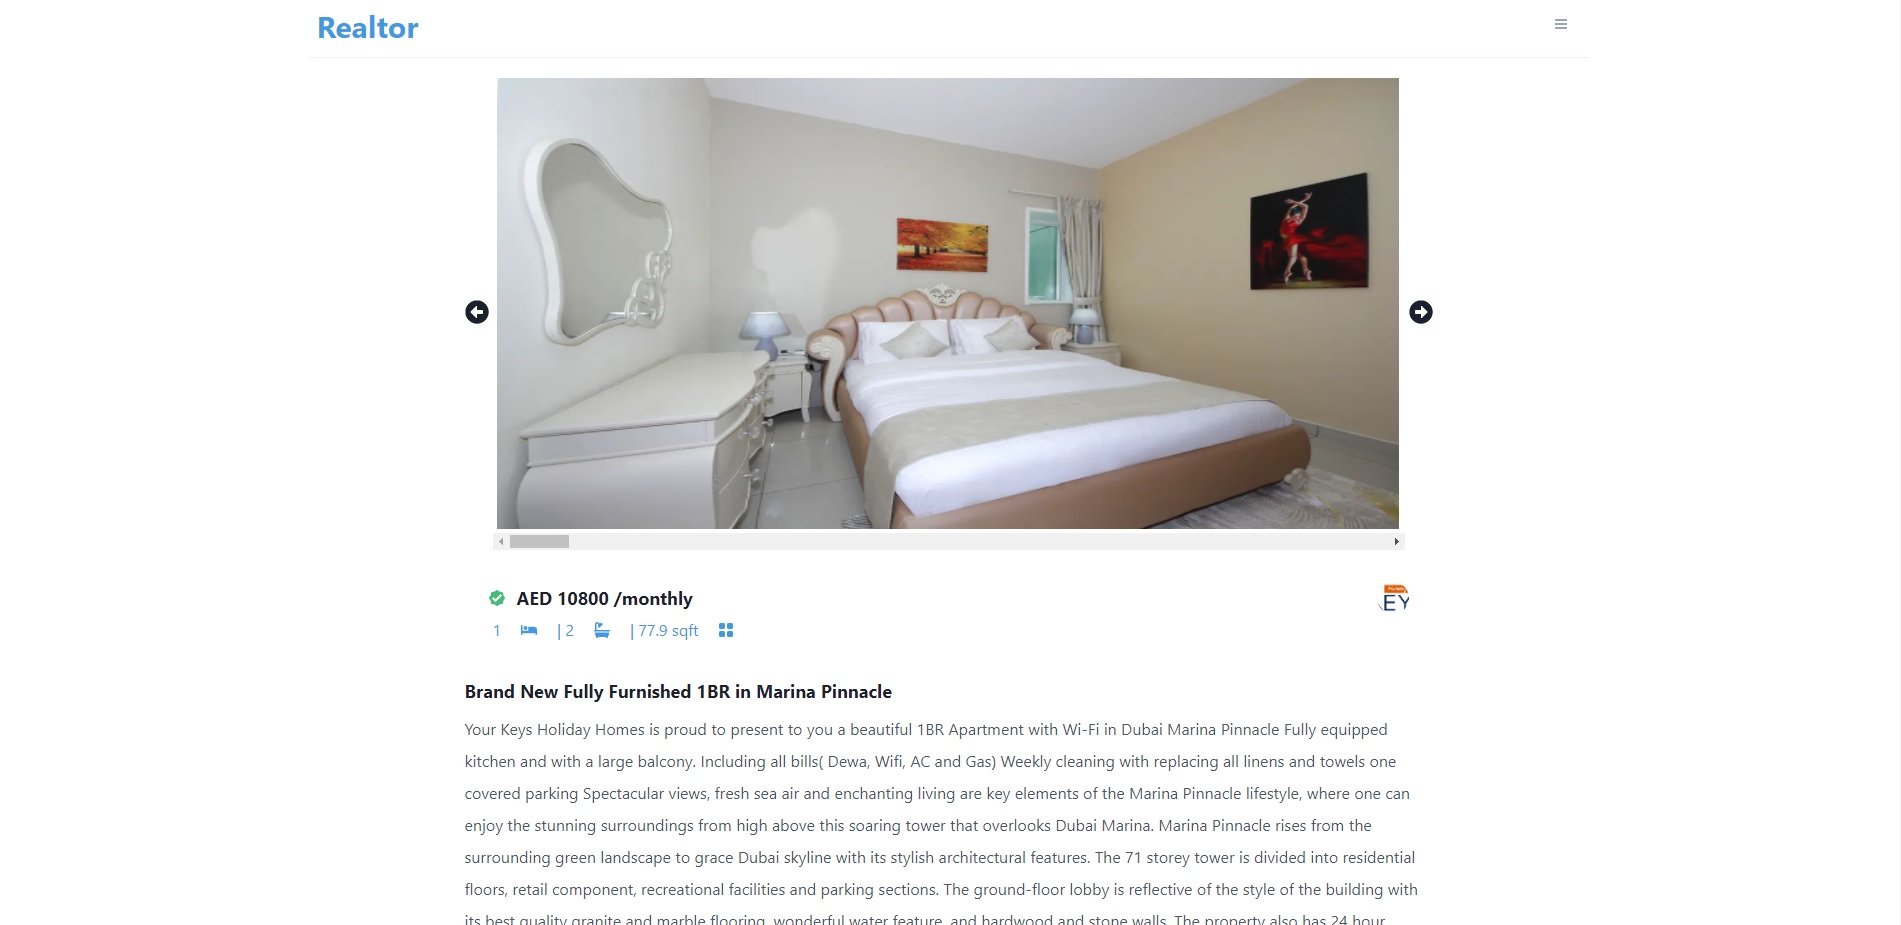 Realtor
AED 10800 /monthly
EY
1 | 2 | 77.9 sqft
Brand New Fully Furnished 1BR in Marina Pinnacle
Your Keys Holiday Homes is proud to present to you a beautiful 1BR Apartment with Wi-Fi in Dubai Marina Pinnacle Fully equipped
kitchen and with a large balcony. Including all bills( Dewa, Wifi, AC and Gas) Weekly cleaning with replacing all linens and towels one
covered parking Spectacular views, fresh sea air and enchanting living are key elements of the Marina Pinnacle lifestyle, where one can
enjoy the stunning surroundings from high above this soaring tower that overlooks Dubai Marina. Marina Pinnacle rises from the
surrounding green landscape to grace Dubai skyline with its stylish architectural features. The 71 storey tower is divided into residential
floors, retail component, recreational facilities and parking sections. The ground-floor lobby is reflective of the style of the building with
its best quality granite and marble flooring, wonderful water feature, and hardwood and stone walls. The property also has 24 hour